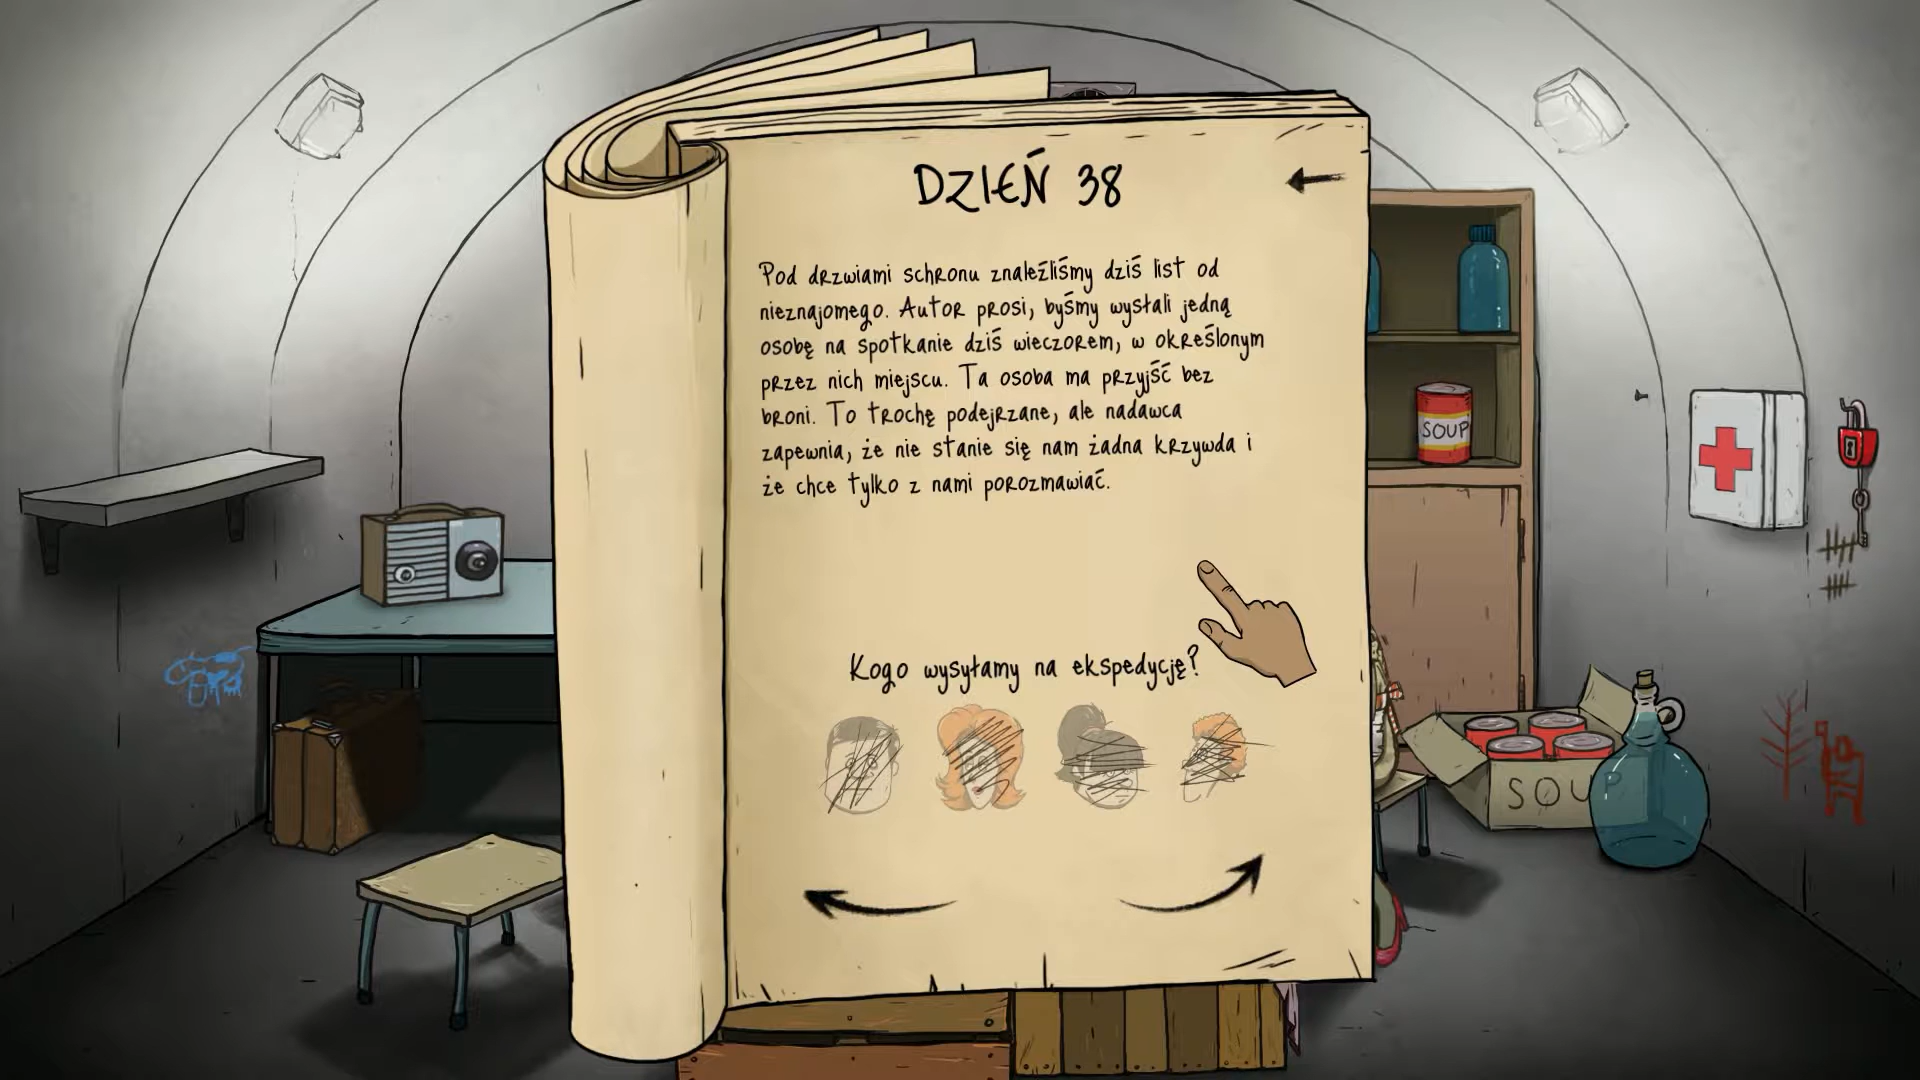 DZIEŃ 38
Pod drzwiami schronu znaleźliśmy dziś list od
nieznajomego. Autor prosi, byśmy wysłali jedną
osobę na spotkanie dziś wieczorem, w określonym
przez nich miejscu. Ta osoba ma przyjść bez
broni. To trochę podejrzane, ale nadawca
zapewnia, że nie stanie się nam żadna krzywda i
że chce tylko z nami porozmawiać.
SOUP
Kogo wysyłamy na ekspedycję?
SOU